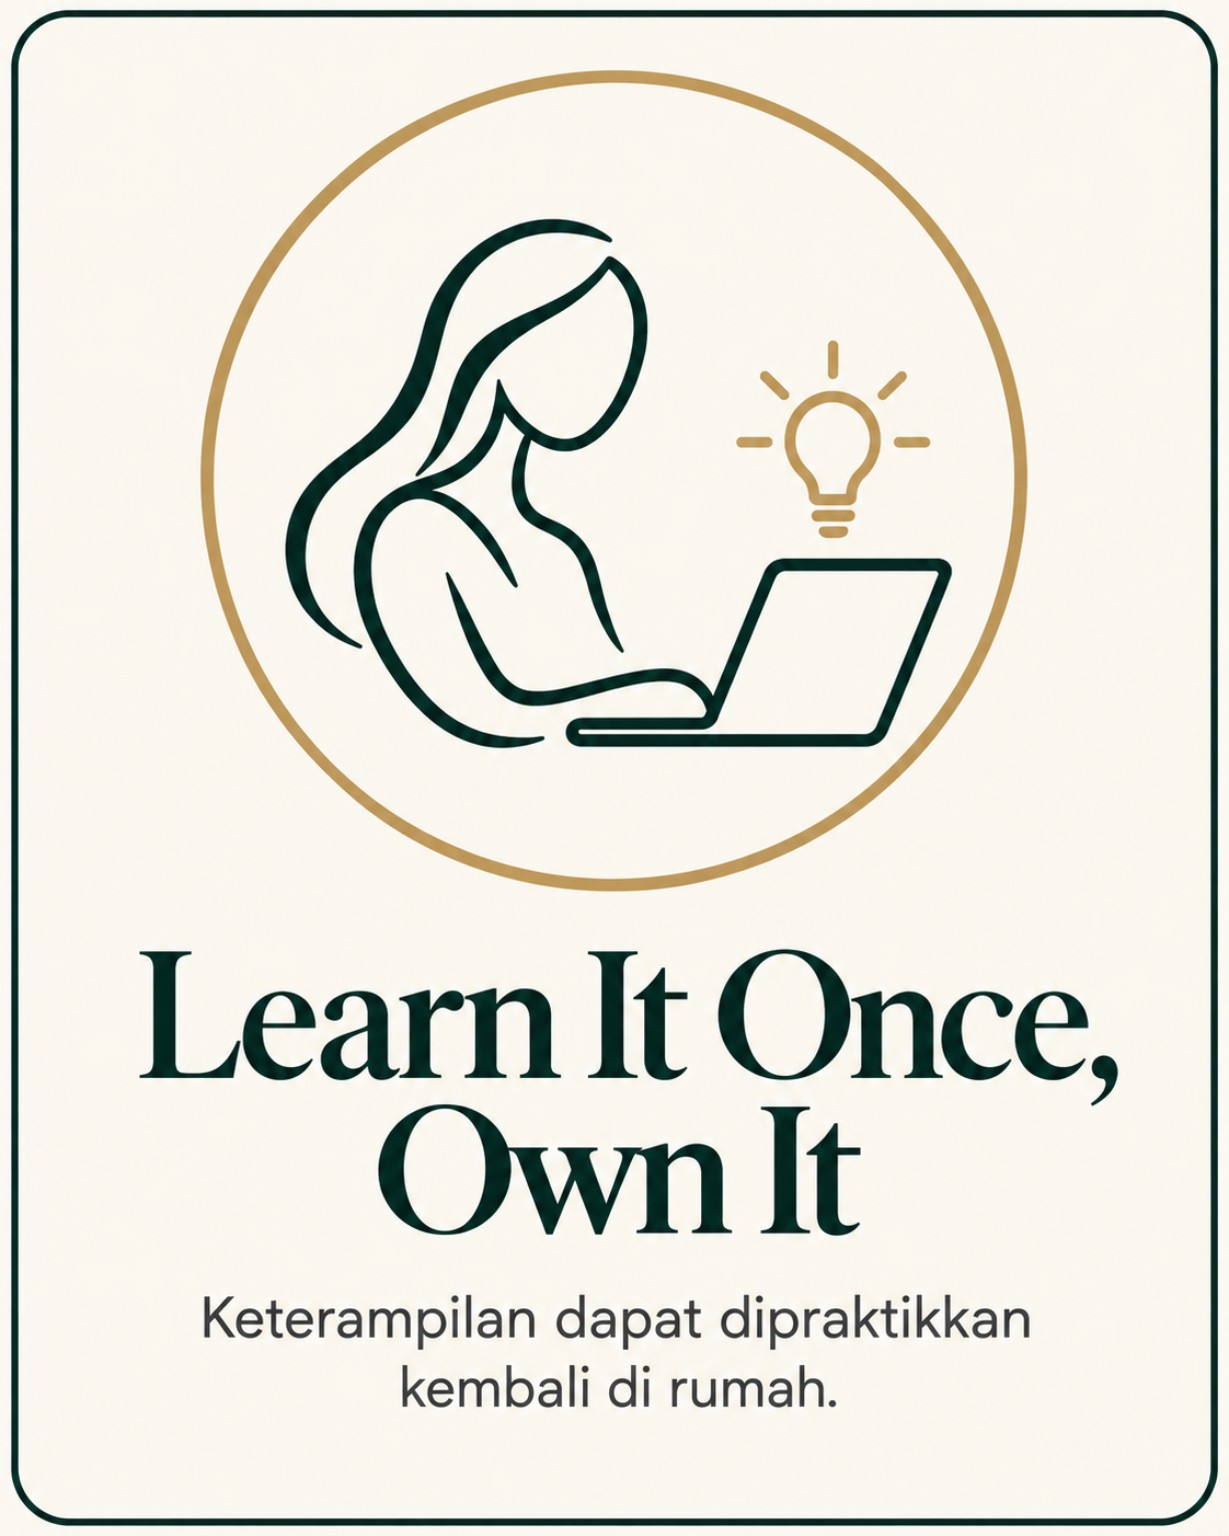 Learn It Once,
Own It
Keterampilan dapat dipraktikkan
kembali di rumah.